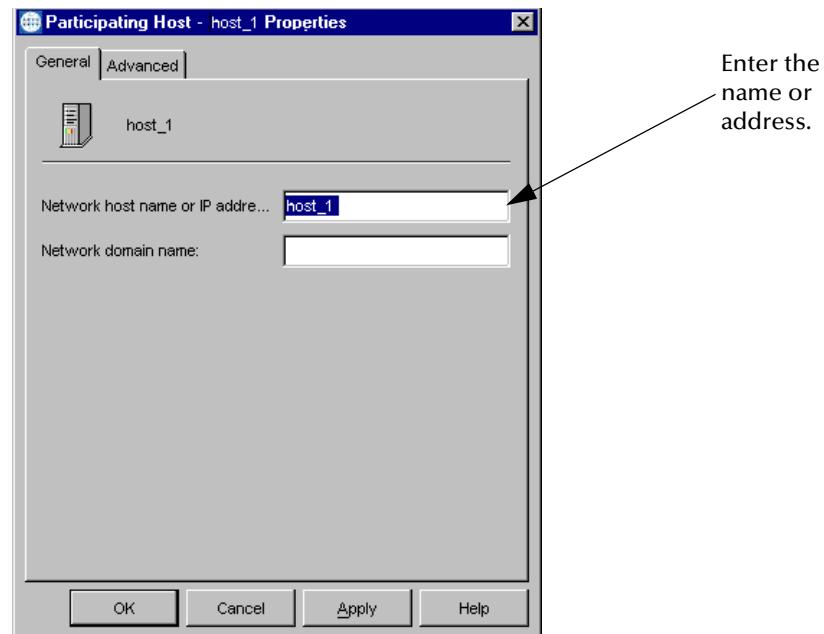 Participating Host - host_1 Properties
General
Advanced
Enter the
name or
address.
host_1
Network host name or IP addre...
host_1
Network domain name:
OK
Cancel
Apply
Help